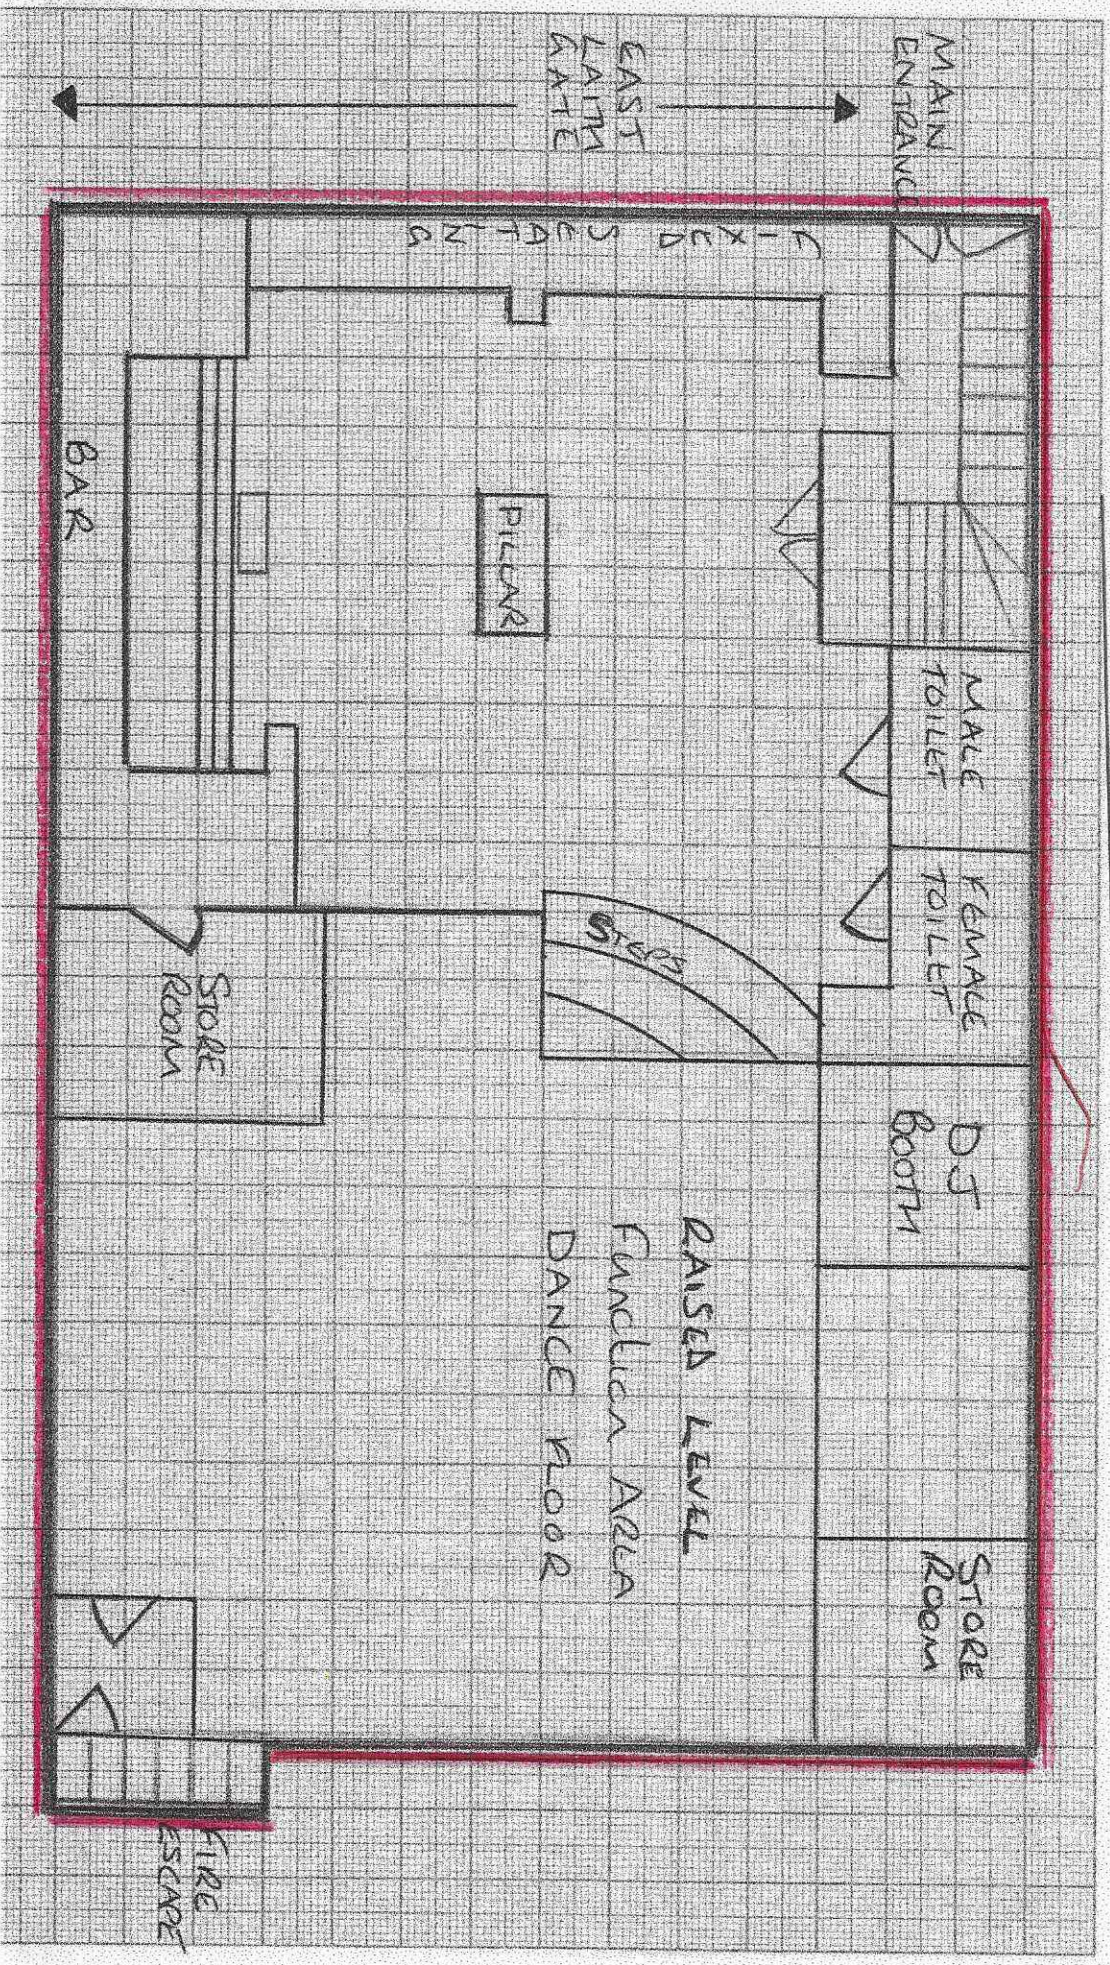 MAIN
ENTRANCE
EAST
LAITH
GATE
FIXED SEATING
PILLAR
BAR
MALE
TOILET
FEMALE
TOILET
STEPS
STORE
ROOM
DJ
BOOTH
RAISED LEVEL
Function AREA
DANCE FLOOR
STORE
ROOM
FIRE
ESCAPE